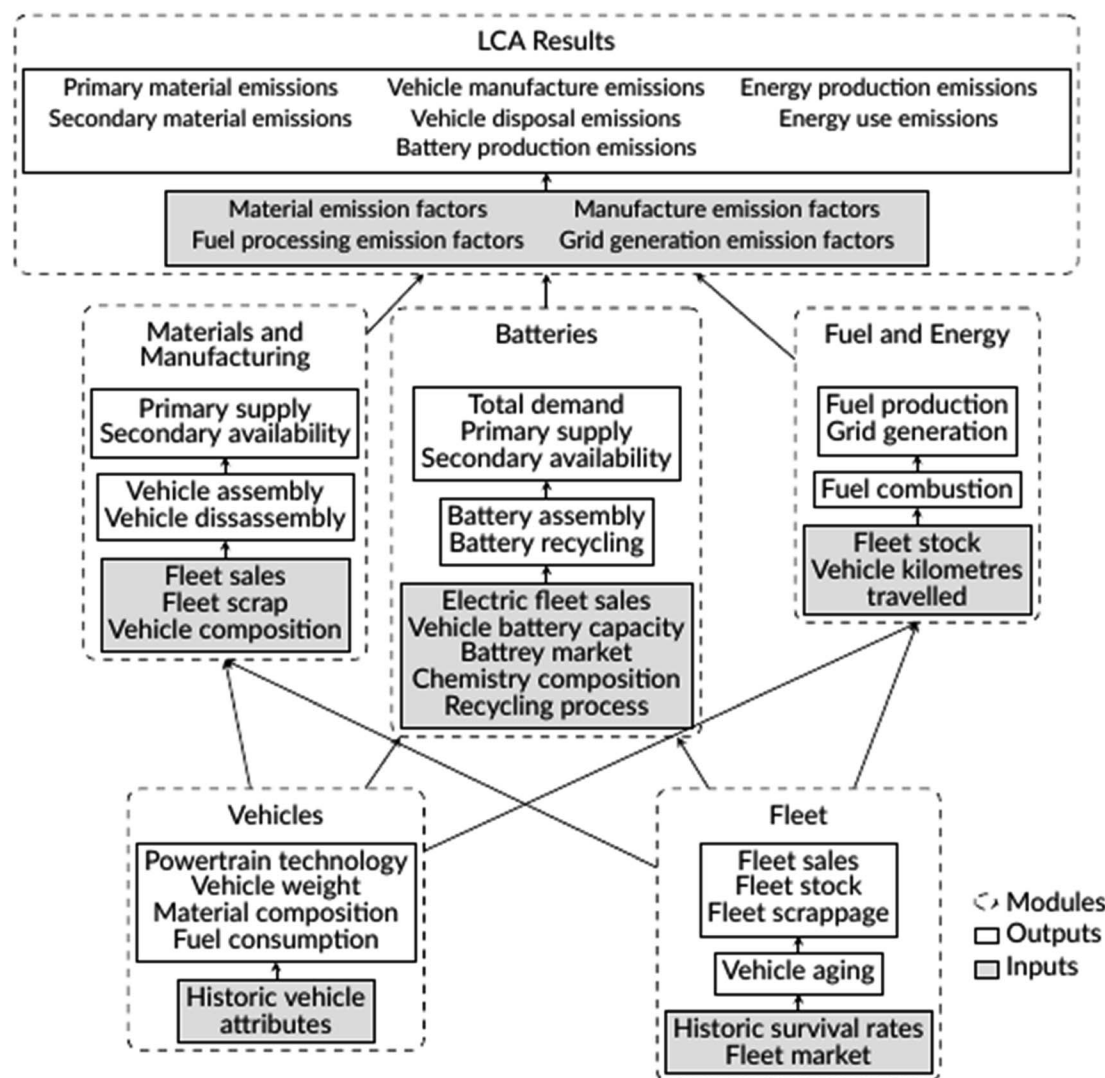 LCA Results
Primary material emissions
Vehicle manufacture emissions
Energy production emissions
Secondary material emissions
Vehicle disposal emissions
Energy use emissions
Battery production emissions
Material emission factors
Manufacture emission factors
Fuel processing emission factors
Grid generation emission factors
Materials and
Manufacturing
Primary supply
Secondary availability
Vehicle assembly
Vehicle dissassembly
Fleet sales
Fleet scrap
Vehicle composition
Batteries
Total demand
Primary supply
Secondary availability
Battery assembly
Battery recycling
Electric fleet sales
Vehicle battery capacity
Battrey market
Chemistry composition
Recycling process
Fuel and Energy
Fuel production
Grid generation
Fuel combustion
Fleet stock
Vehicle kilometres
travelled
Vehicles
Powertrain technology
Vehicle weight
Material composition
Fuel consumption
Historic vehicle
attributes
Fleet
Fleet sales
Fleet stock
Fleet scrappage
Vehicle aging
Historic survival rates
Fleet market
Modules
Outputs
Inputs